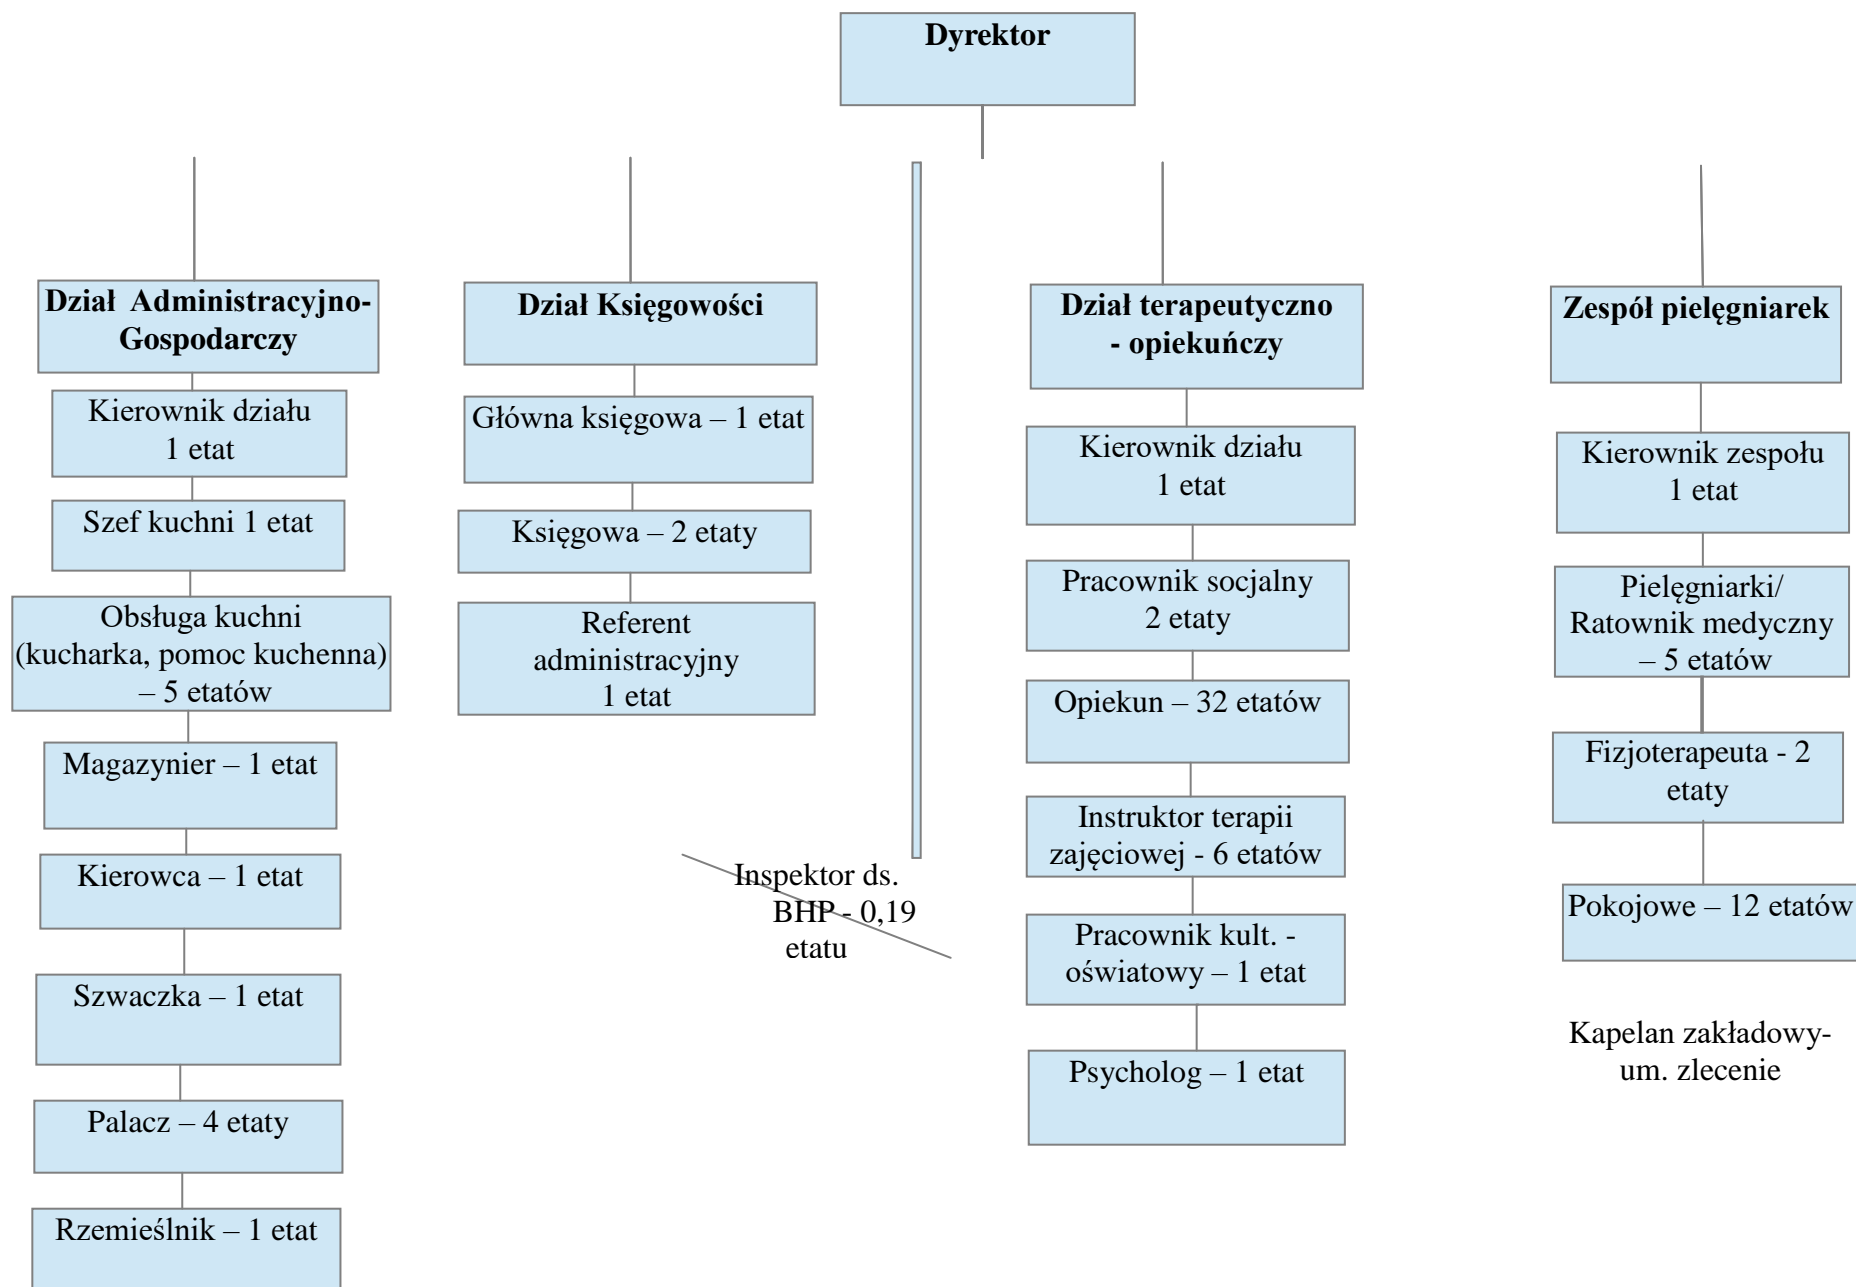 Dyrektor
Dział Administracyjno-
Gospodarczy
Kierownik działu
1 etat
Szef kuchni 1 etat
Obsługa kuchni
(kucharka, pomoc kuchenna)
– 5 etatów
Magazynier – 1 etat
Kierowca – 1 etat
Szwaczka – 1 etat
Palacz – 4 etaty
Rzemieślnik – 1 etat
Dział Księgowości
Główna księgowa – 1 etat
Księgowa – 2 etaty
Referent
administracyjny
1 etat
Inspektor ds.
BHP - 0,19
etatu
Dział terapeutyczno
- opiekuńczy
Kierownik działu
1 etat
Pracownik socjalny
2 etaty
Opiekun – 32 etatów
Instruktor terapii
zajęciowej - 6 etatów
Pracownik kult. -
oświatowy – 1 etat
Psycholog – 1 etat
Zespół pielęgniarek
Kierownik zespołu
1 etat
Pielęgniarki/
Ratownik medyczny
– 5 etatów
Fizjoterapeuta - 2
etaty
Pokojowe – 12 etatów
Kapelan zakładowy-
um. zlecenie